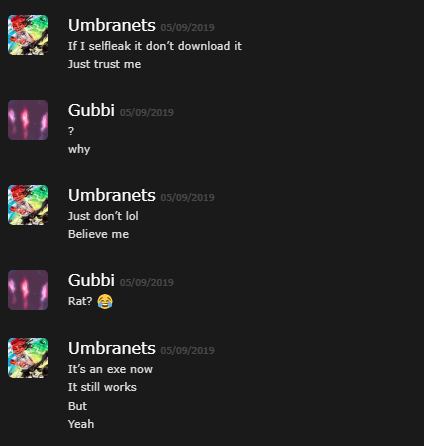 Umbranets 05/09/2019
If I selfleak it don't download it
Just trust me
Gubbi 05/09/2019
?
why
Umbranets 05/09/2019
Just don't lol
Believe me
Gubbi 05/09/2019
Rat? 😂
Umbranets 05/09/2019
It's an exe now
It still works
But
Yeah